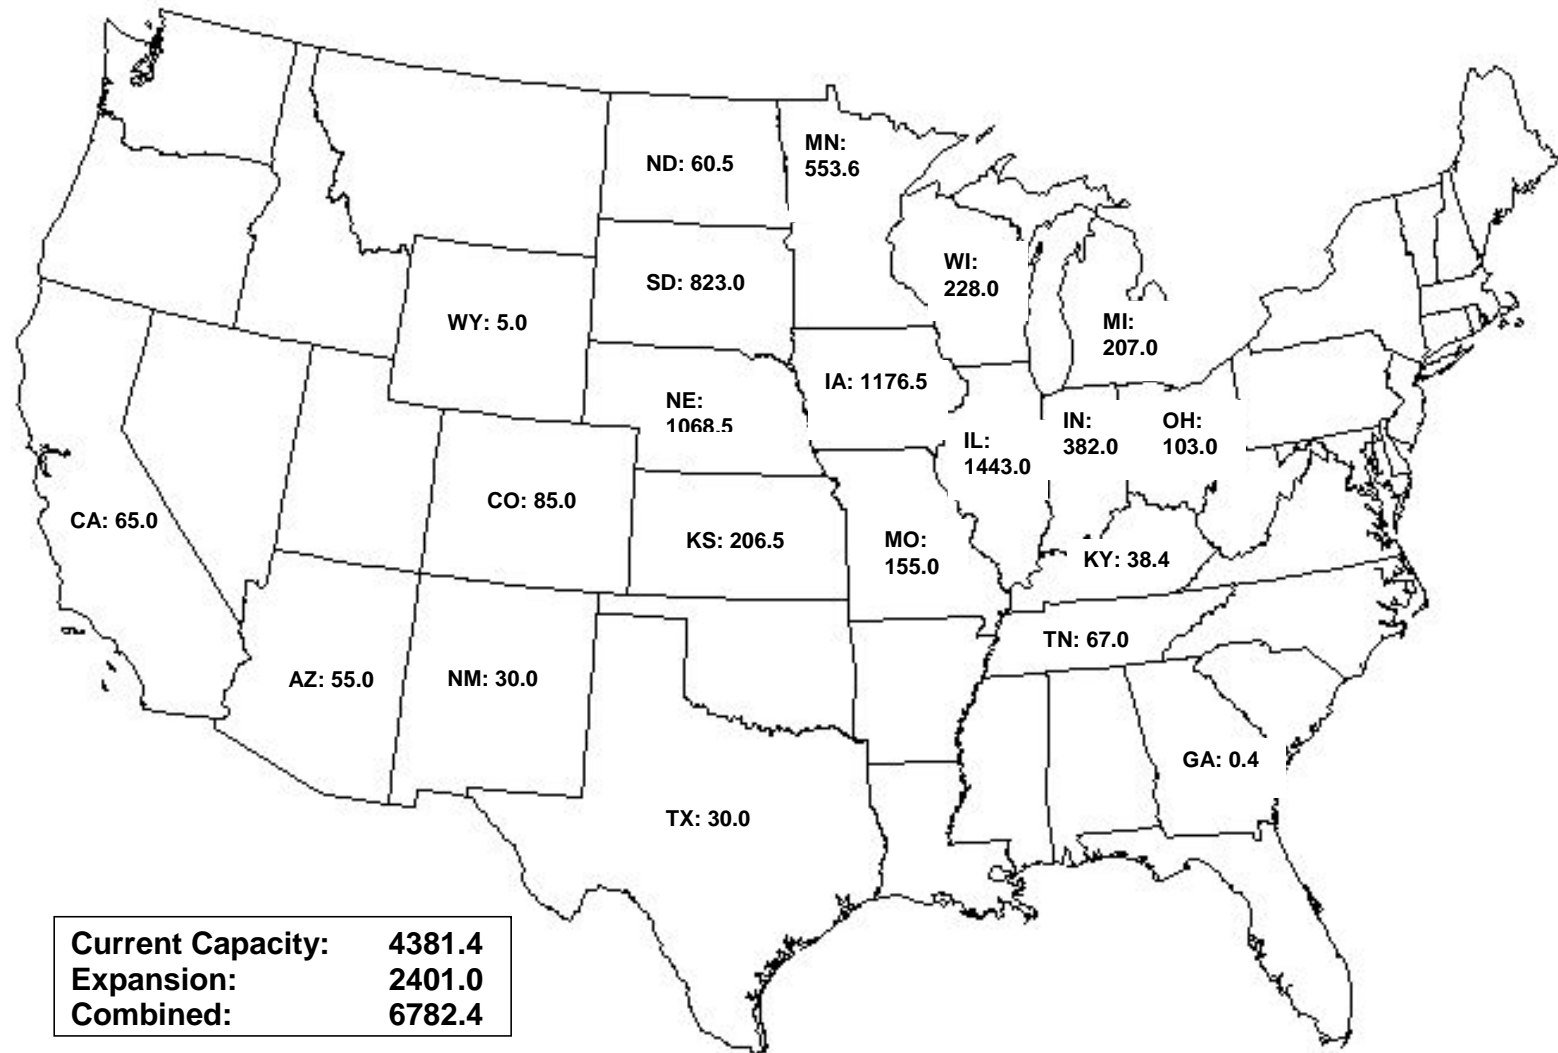 MN:
553.6
ND: 60.5
WI:
228.0
SD: 823.0
MI:
207.0
WY: 5.0
IA: 1176.5
NE:
1068.5
IN:
382.0
OH:
103.0
IL:
1443.0
CO: 85.0
CA: 65.0
KS: 206.5
MO:
155.0
KY: 38.4
TN: 67.0
AZ: 55.0
NM: 30.0
GA: 0.4
TX: 30.0
Current Capacity: 4381.4
Expansion: 2401.0
Combined: 6782.4